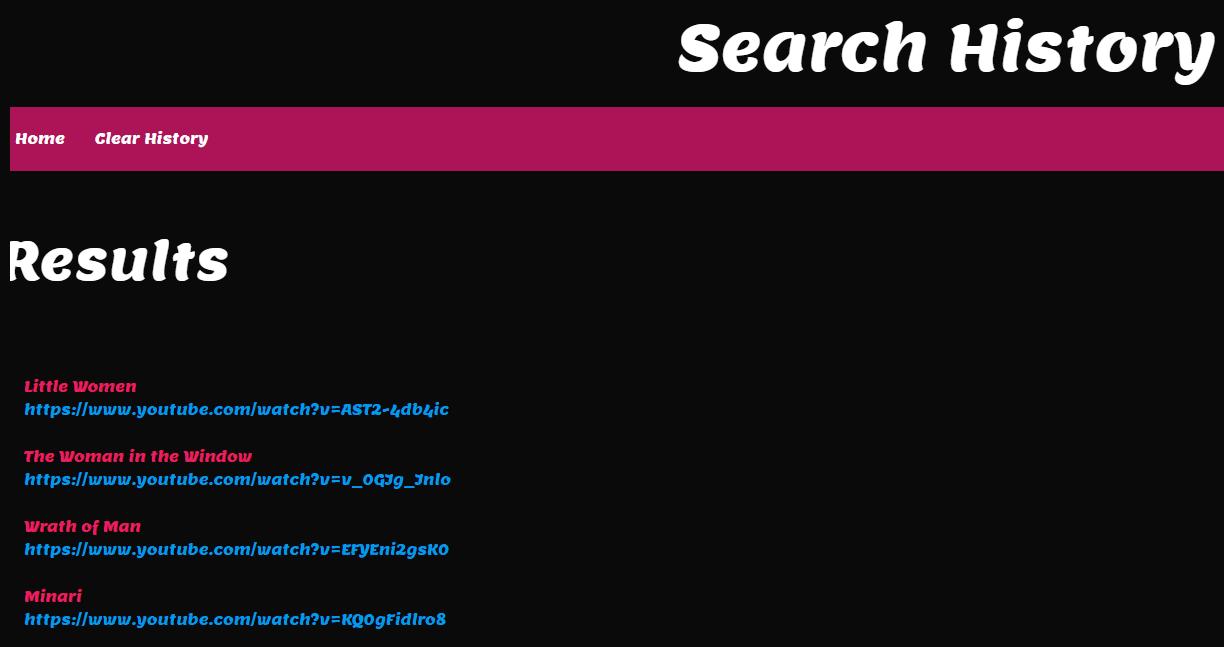 Search History
Home Clear History
Results
Little Women
https://www.youtube.com/watch?v=AST2-4db4ic
The Woman in the Window
https://www.youtube.com/watch?v=v_0GJg_Jnlo
Wrath of Man
https://www.youtube.com/watch?v=EFYEni2gsK0
Minari
https://www.youtube.com/watch?v=KQ0gFidlro8